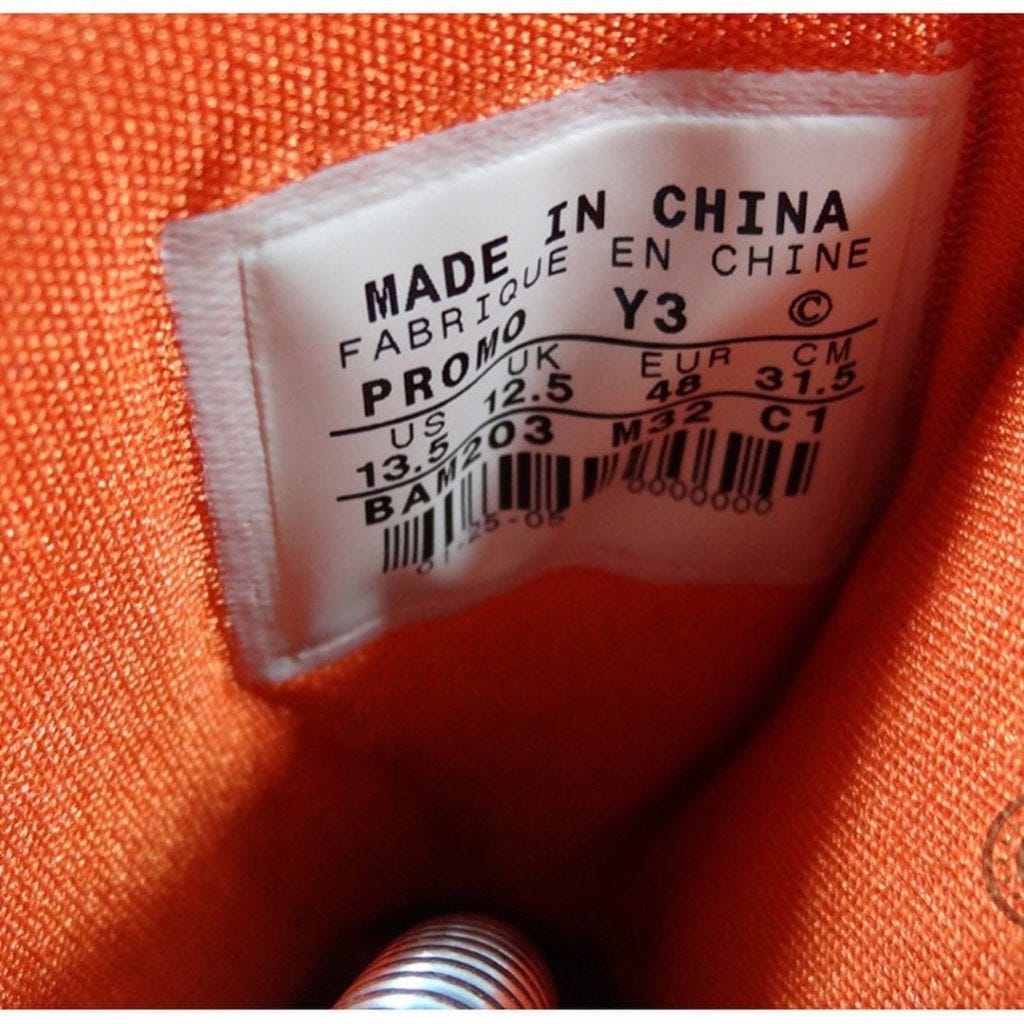 MADE IN CHINA
FABRIQUE EN CHINE
PROMO Y3 ©
US UK EUR CM
13.5 12.5 48 31.5
BAM203 M32 C1
01-25-05 0000000